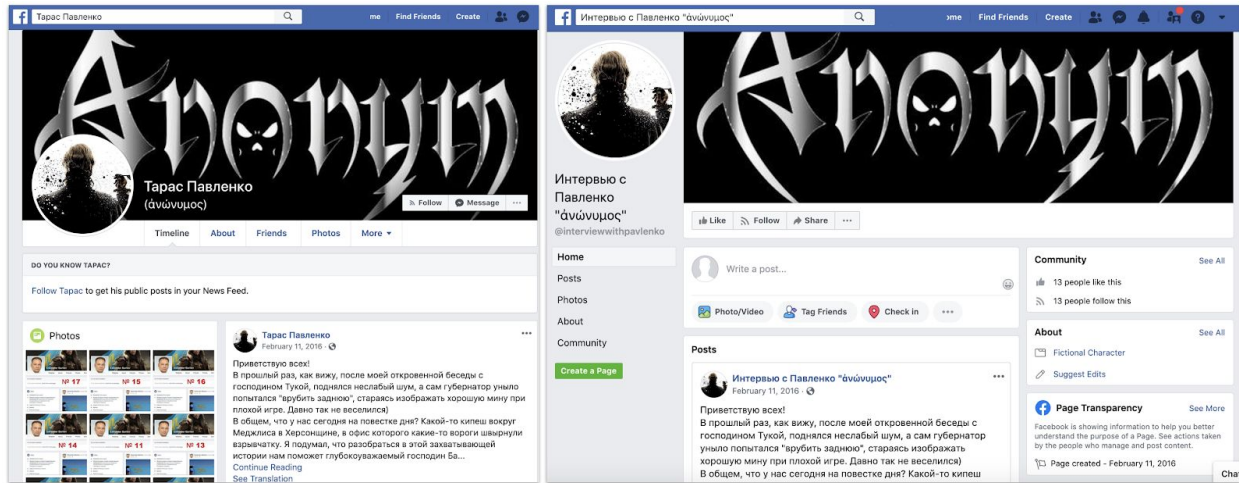 Тарас Павленко
me Find Friends Create
Anonym
Тарас Павленко
(ἀνώνυμος)
Follow Message
Timeline About Friends Photos More
DO YOU KNOW ТАРАС?
Follow Тарас to get his public posts in your News Feed.
Photos
№ 17 № 15 № 16
№ 14 № 11 № 13
Тарас Павленко
February 11, 2016
Приветствую всех!
В прошлый раз, как вижу, после моей откровенной беседы с
господином Тукой, поднялся неслабый шум, а сам губернатор уныло
попытался "врубить заднюю", стараясь изображать хорошую мину при
плохой игре. Давно так не веселился)
В общем, что у нас сегодня на повестке дня? Какой-то кипеш вокруг
Меджлиса в Херсонщине, в офис которого какие-то вороги швырнули
взрывчатку. Я подумал, что разобраться в этой захватывающей
истории нам поможет глубокоуважаемый господин Ба...
Continue Reading
See Translation
Интервью с Павленко "ἀνώνυμος"
ome Find Friends Create
Anonym
Интервью с
Павленко
"ἀνώνυμος"
@interviewwithpavlenko
Home
Posts
Photos
About
Community
Create a Page
Like Follow Share
Write a post...
Photo/Video Tag Friends Check in
Posts
Интервью с Павленко "ἀνώνυμος"
February 11, 2016
Приветствую всех!
В прошлый раз, как вижу, после моей откровенной беседы с
господином Тукой, поднялся неслабый шум, а сам губернатор
уныло попытался "врубить заднюю", стараясь изображать
хорошую мину при плохой игре. Давно так не веселился)
В общем, что у нас сегодня на повестке дня? Какой-то кипеш
Community See All
13 people like this
13 people follow this
About See All
Fictional Character
Suggest Edits
Page Transparency See More
Facebook is showing information to help you better
understand the purpose of a Page. See actions taken
by the people who manage and post content.
Page created - February 11, 2016
Cha